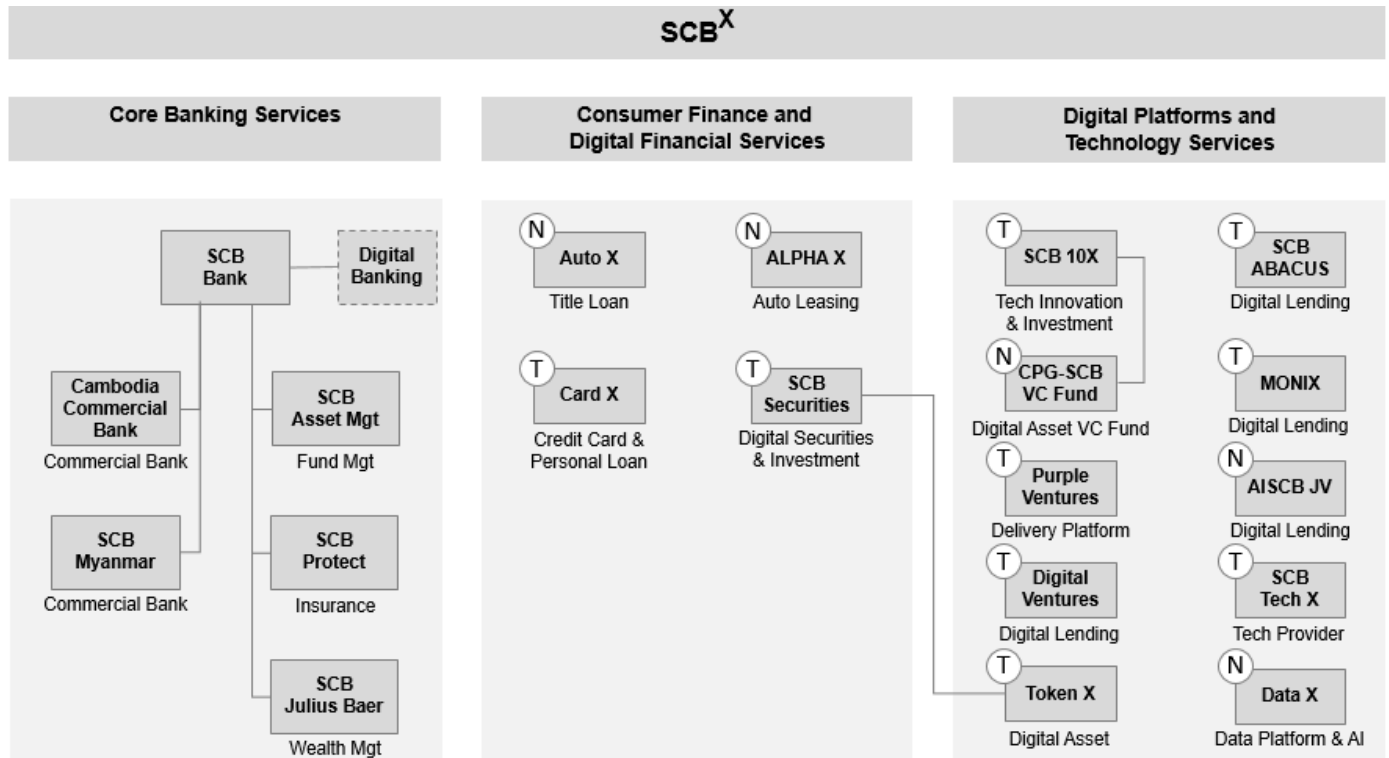 SCBX
Core Banking Services
Consumer Finance and
Digital Financial Services
Digital Platforms and
Technology Services
SCB
Bank
Digital
Banking
Cambodia
Commercial
Bank
Commercial Bank
SCB
Asset Mgt
Fund Mgt
SCB
Myanmar
Commercial Bank
SCB
Protect
Insurance
SCB
Julius Baer
Wealth Mgt
N
Auto X
Title Loan
N
ALPHA X
Auto Leasing
T
Card X
Credit Card &
Personal Loan
T
SCB
Securities
Digital Securities
& Investment
T
SCB 10X
Tech Innovation
& Investment
T
SCB
ABACUS
Digital Lending
N
CPG-SCB
VC Fund
Digital Asset VC Fund
T
MONIX
Digital Lending
T
Purple
Ventures
Delivery Platform
N
AISCB JV
Digital Lending
T
Digital
Ventures
Digital Lending
T
SCB
Tech X
Tech Provider
T
Token X
Digital Asset
N
Data X
Data Platform & AI